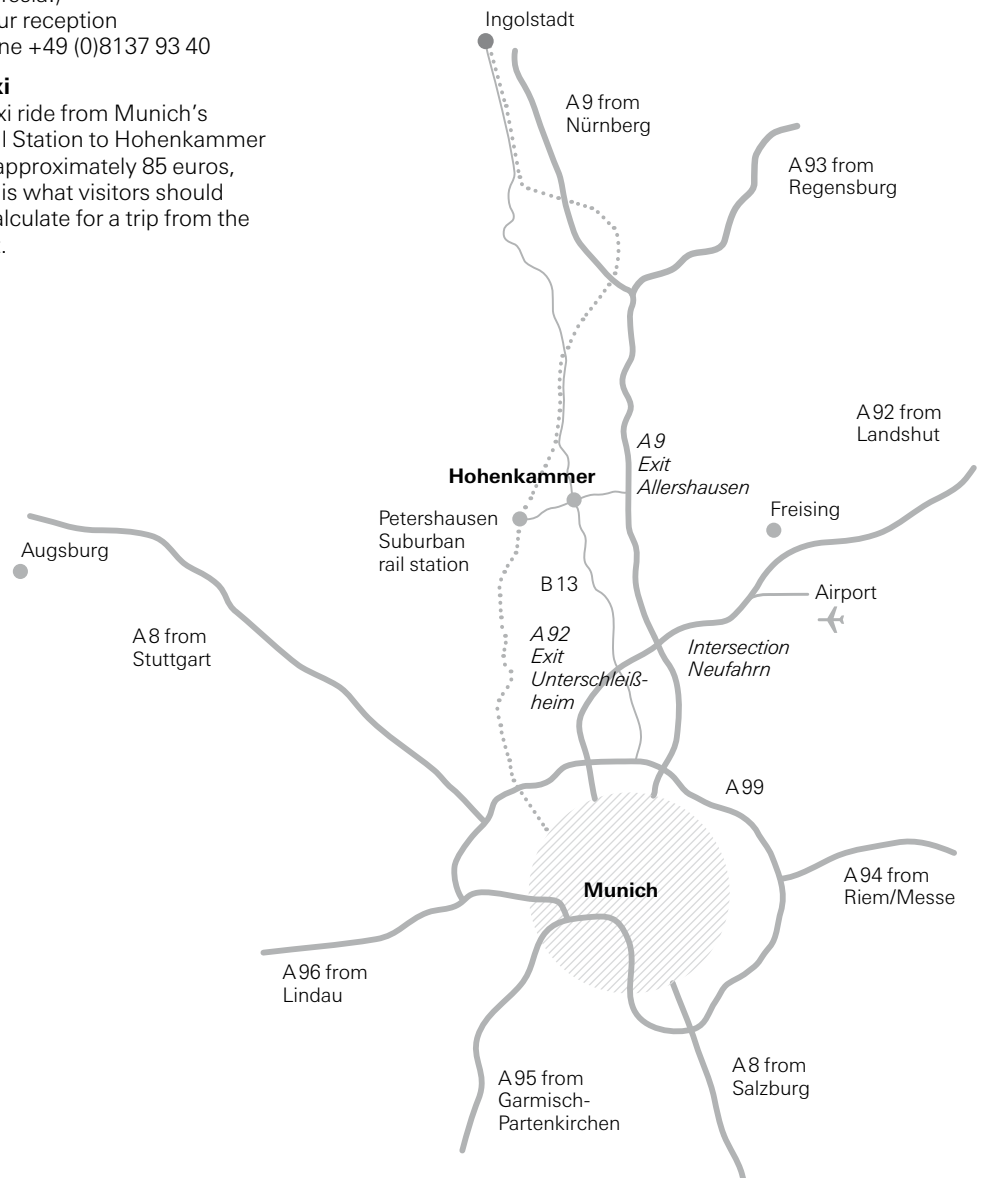 ur reception
ne +49 (0)8137 93 40
xi
xi ride from Munich's
l Station to Hohenkammer
approximately 85 euros,
is what visitors should
alculate for a trip from the
Ingolstadt
A 9 from
Nürnberg
A 93 from
Regensburg
A 92 from
Landshut
A 9
Exit
Allershausen
Hohenkammer
Petershausen
Suburban
rail station
Freising
Augsburg
B 13
Airport
A 8 from
Stuttgart
A 92
Exit
Unterschleiß-
heim
Intersection
Neufahrn
A 99
Munich
A 94 from
Riem/Messe
A 96 from
Lindau
A 95 from
Garmisch-
Partenkirchen
A 8 from
Salzburg